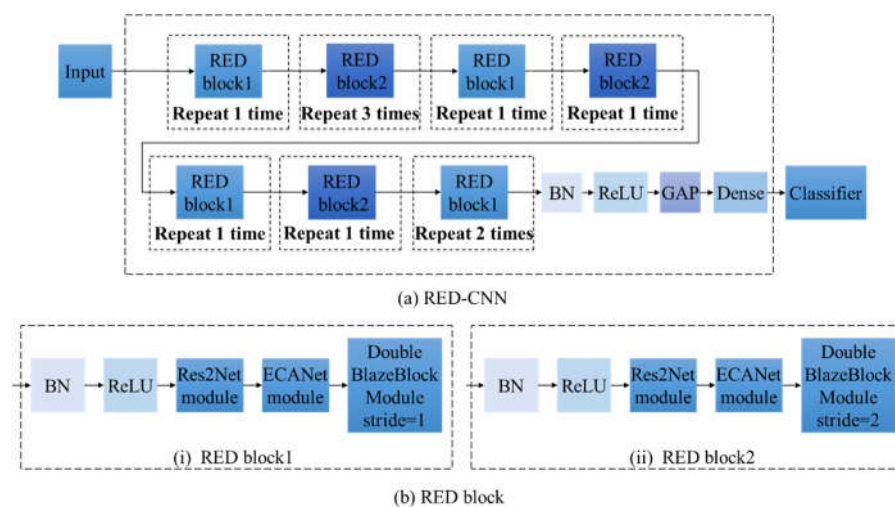 Input
RED
block1
Repeat 1 time
RED
block2
Repeat 3 times
RED
block1
Repeat 1 time
RED
block2
Repeat 1 time
RED
block1
Repeat 1 time
RED
block2
Repeat 1 time
RED
block1
Repeat 2 times
BN
ReLU
GAP
Dense
Classifier
(a) RED-CNN
BN
ReLU
Res2Net
module
ECANet
module
Double
BlazeBlock
Module
stride=1
(i) RED block1
BN
ReLU
Res2Net
module
ECANet
module
Double
BlazeBlock
Module
stride=2
(ii) RED block2
(b) RED block